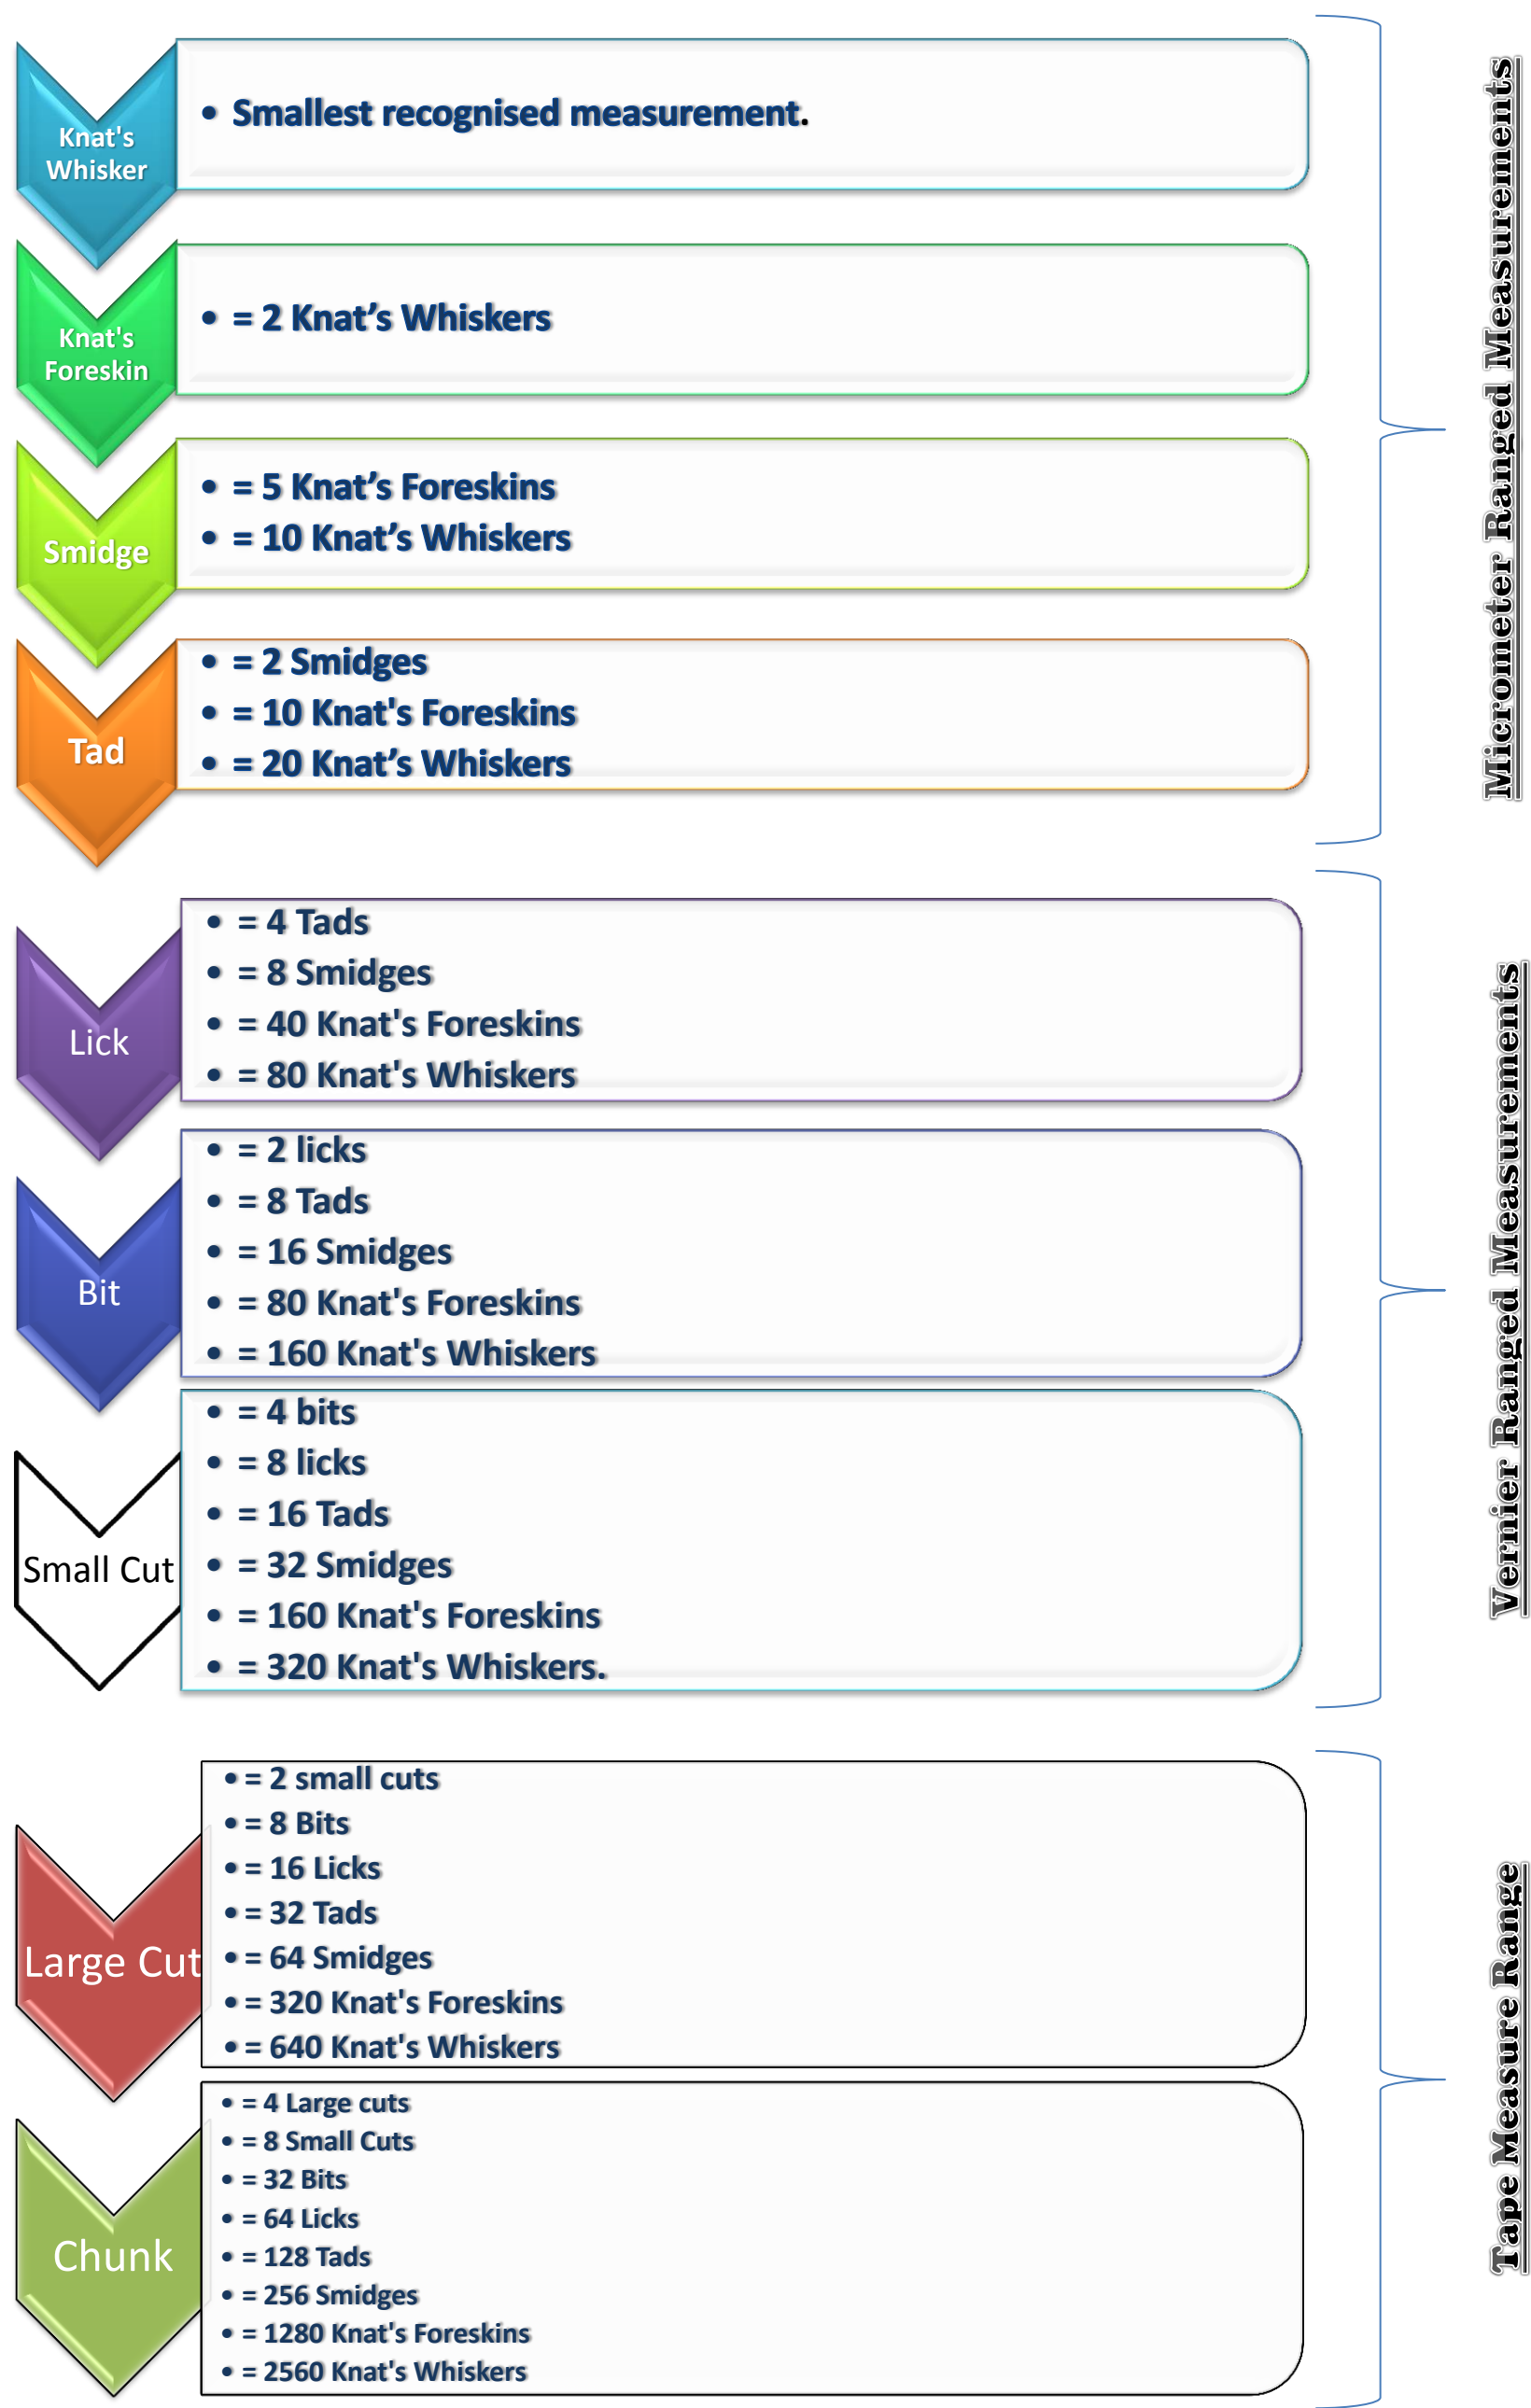 Knat's
Whisker
• Smallest recognised measurement.
Knat's
Foreskin
• = 2 Knat’s Whiskers
Smidge
• = 5 Knat’s Foreskins
• = 10 Knat’s Whiskers
Tad
• = 2 Smidges
• = 10 Knat's Foreskins
• = 20 Knat’s Whiskers
Micrometer Ranged Measurements
Lick
• = 4 Tads
• = 8 Smidges
• = 40 Knat's Foreskins
• = 80 Knat's Whiskers
Bit
• = 2 licks
• = 8 Tads
• = 16 Smidges
• = 80 Knat's Foreskins
• = 160 Knat's Whiskers
Small Cut
• = 4 bits
• = 8 licks
• = 16 Tads
• = 32 Smidges
• = 160 Knat's Foreskins
• = 320 Knat's Whiskers.
Vernier Ranged Measurements
Large Cut
• = 2 small cuts
• = 8 Bits
• = 16 Licks
• = 32 Tads
• = 64 Smidges
• = 320 Knat's Foreskins
• = 640 Knat's Whiskers
Chunk
• = 4 Large cuts
• = 8 Small Cuts
• = 32 Bits
• = 64 Licks
• = 128 Tads
• = 256 Smidges
• = 1280 Knat's Foreskins
• = 2560 Knat's Whiskers
Tape Measure Range